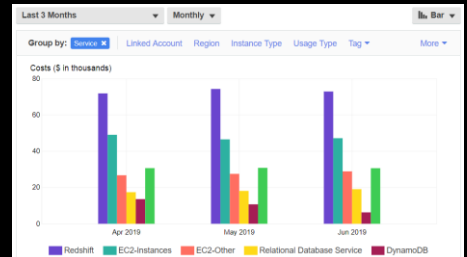 Last 3 Months Monthly Bar
Group by: Service × Linked Account Region Instance Type Usage Type Tag More
Costs ($ in thousands)
80
60
40
20
0
Apr 2019 May 2019 Jun 2019
Redshift EC2-Instances EC2-Other Relational Database Service DynamoDB